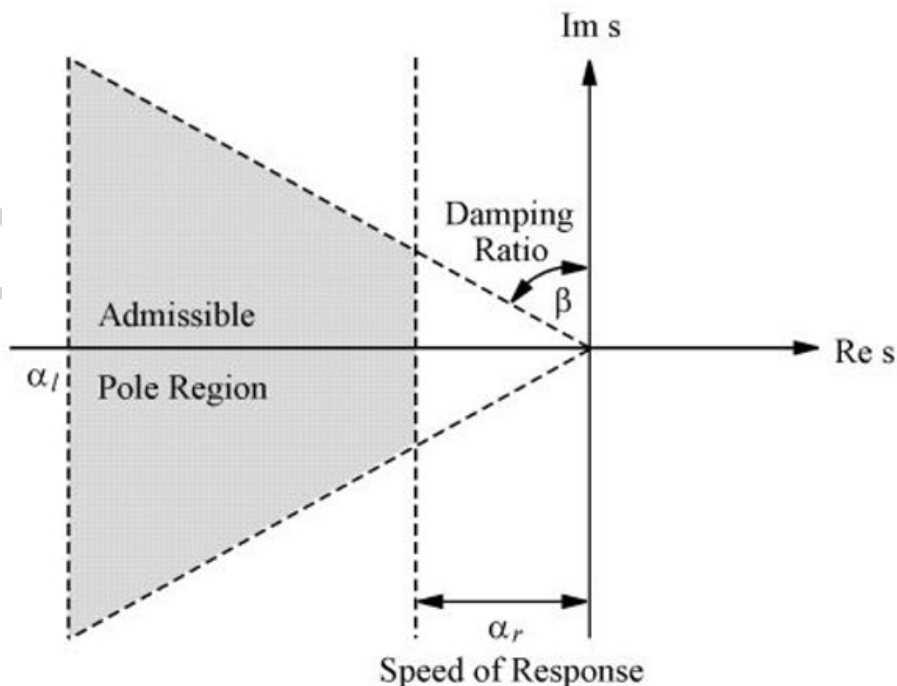 Im s
Damping
Ratio
β
Admissible
Re s
α_l
Pole Region
α_r
Speed of Response